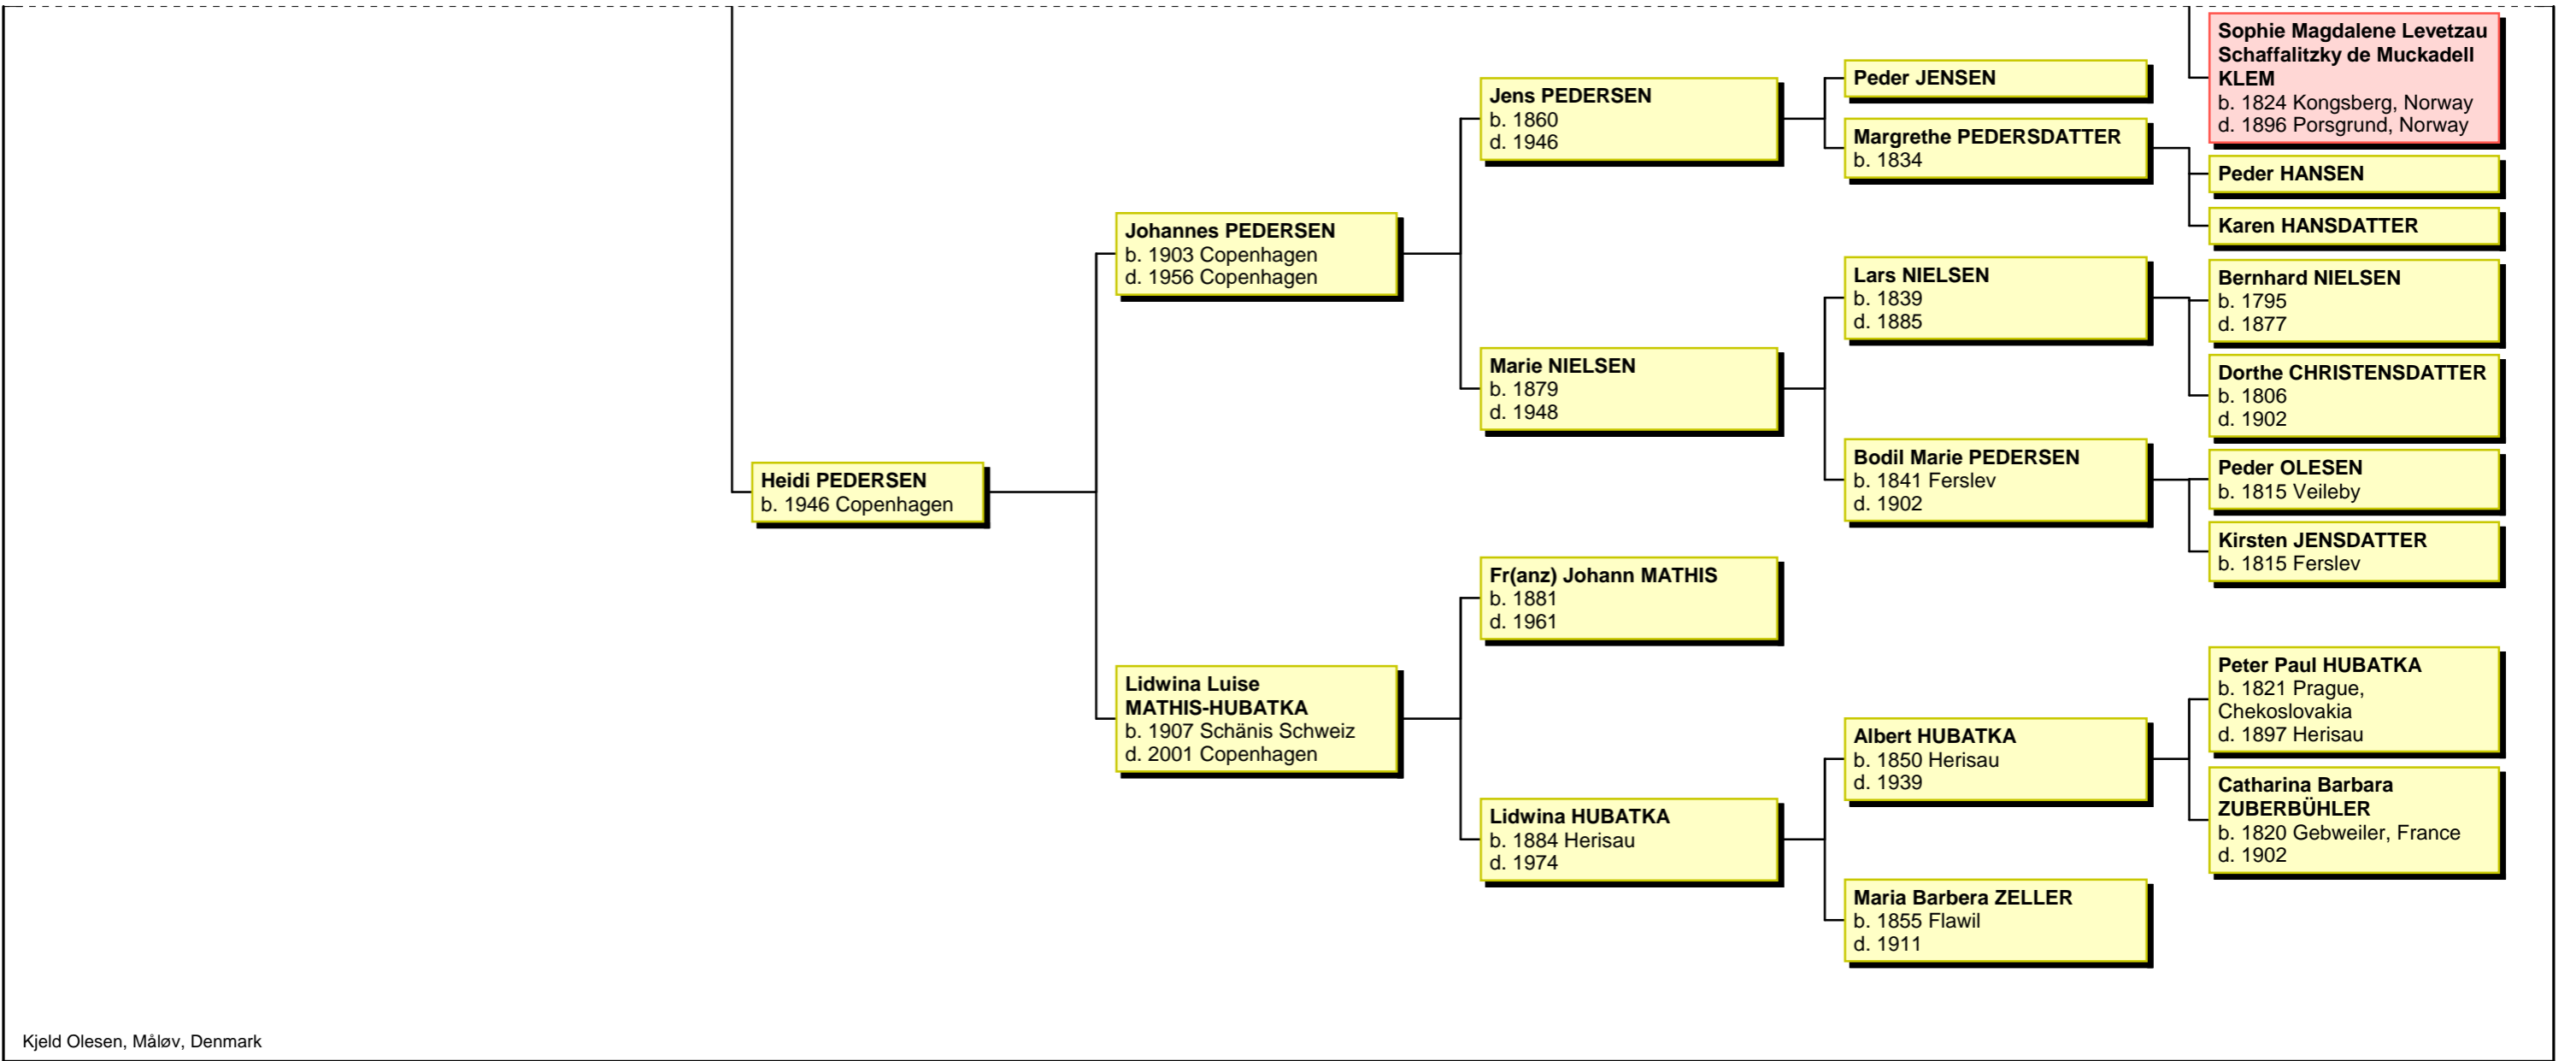 Sophie Magdalene Levetzau
Schaffalitzky de Muckadell
KLEM
b. 1824 Kongsberg, Norway
d. 1896 Porsgrund, Norway
Peder JENSEN
Jens PEDERSEN
b. 1860
d. 1946
Margrethe PEDERSDATTER
b. 1834
Peder HANSEN
Karen HANSDATTER
Johannes PEDERSEN
b. 1903 Copenhagen
d. 1956 Copenhagen
Lars NIELSEN
b. 1839
d. 1885
Bernhard NIELSEN
b. 1795
d. 1877
Marie NIELSEN
b. 1879
d. 1948
Dorthe CHRISTENSDATTER
b. 1806
d. 1902
Bodil Marie PEDERSEN
b. 1841 Ferslev
d. 1902
Peder OLESEN
b. 1815 Veileby
Heidi PEDERSEN
b. 1946 Copenhagen
Kirsten JENSDATTER
b. 1815 Ferslev
Fr(anz) Johann MATHIS
b. 1881
d. 1961
Peter Paul HUBATKA
b. 1821 Prague,
Chekoslovakia
d. 1897 Herisau
Lidwina Luise
MATHIS-HUBATKA
b. 1907 Schänis Schweiz
d. 2001 Copenhagen
Albert HUBATKA
b. 1850 Herisau
d. 1939
Catharina Barbara
ZUBERBÜHLER
b. 1820 Gebweiler, France
d. 1902
Lidwina HUBATKA
b. 1884 Herisau
d. 1974
Maria Barbera ZELLER
b. 1855 Flawil
d. 1911
Kjeld Olesen, Måløv, Denmark